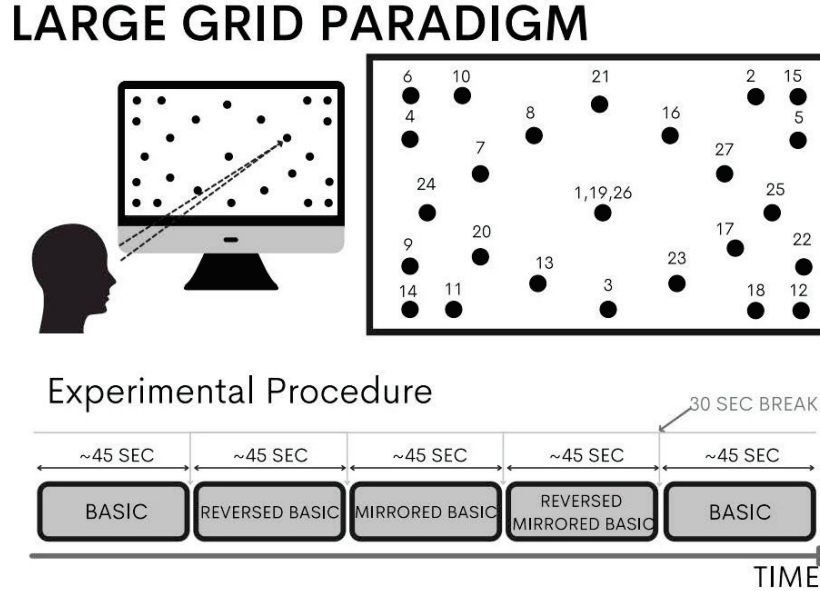 LARGE GRID PARADIGM
6 10 21 2 15
4 8 16 5
7 27
24 1,19,26 25
20 17
9 13 23 22
14 11 3 18 12
Experimental Procedure
30 SEC BREAK
~45 SEC ~45 SEC ~45 SEC ~45 SEC ~45 SEC
BASIC REVERSED BASIC MIRRORED BASIC REVERSED MIRRORED BASIC BASIC
TIME